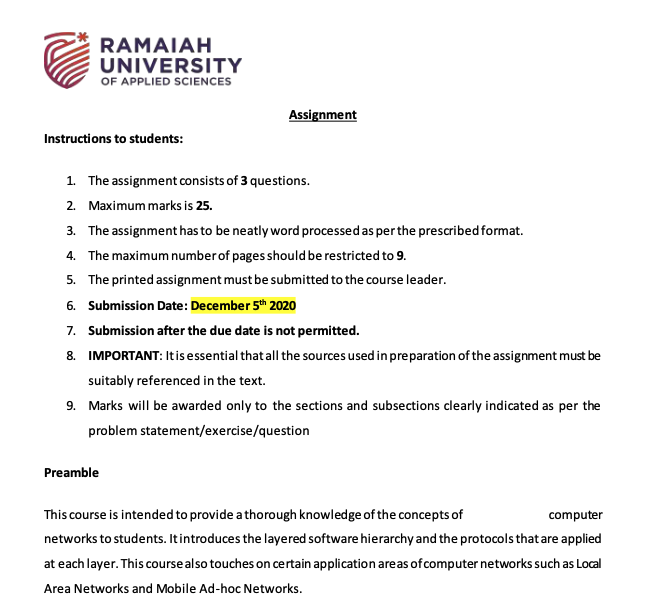 RAMAIAH
UNIVERSITY
OF APPLIED SCIENCES
Assignment
Instructions to students:
1. The assignment consists of 3 questions.
2. Maximum marks is 25.
3. The assignment has to be neatly word processed as per the prescribed format.
4. The maximum number of pages should be restricted to 9.
5. The printed assignment must be submitted to the course leader.
6. Submission Date: December 5th 2020
7. Submission after the due date is not permitted.
8. IMPORTANT: It is essential that all the sources used in preparation of the assignment must be
suitably referenced in the text.
9. Marks will be awarded only to the sections and subsections clearly indicated as per the
problem statement/exercise/question
Preamble
This course is intended to provide a thorough knowledge of the concepts of computer
networks to students. It introduces the layered software hierarchy and the protocols that are applied
at each layer. This course also touches on certain application areas of computer networks such as Local
Area Networks and Mobile Ad-hoc Networks.